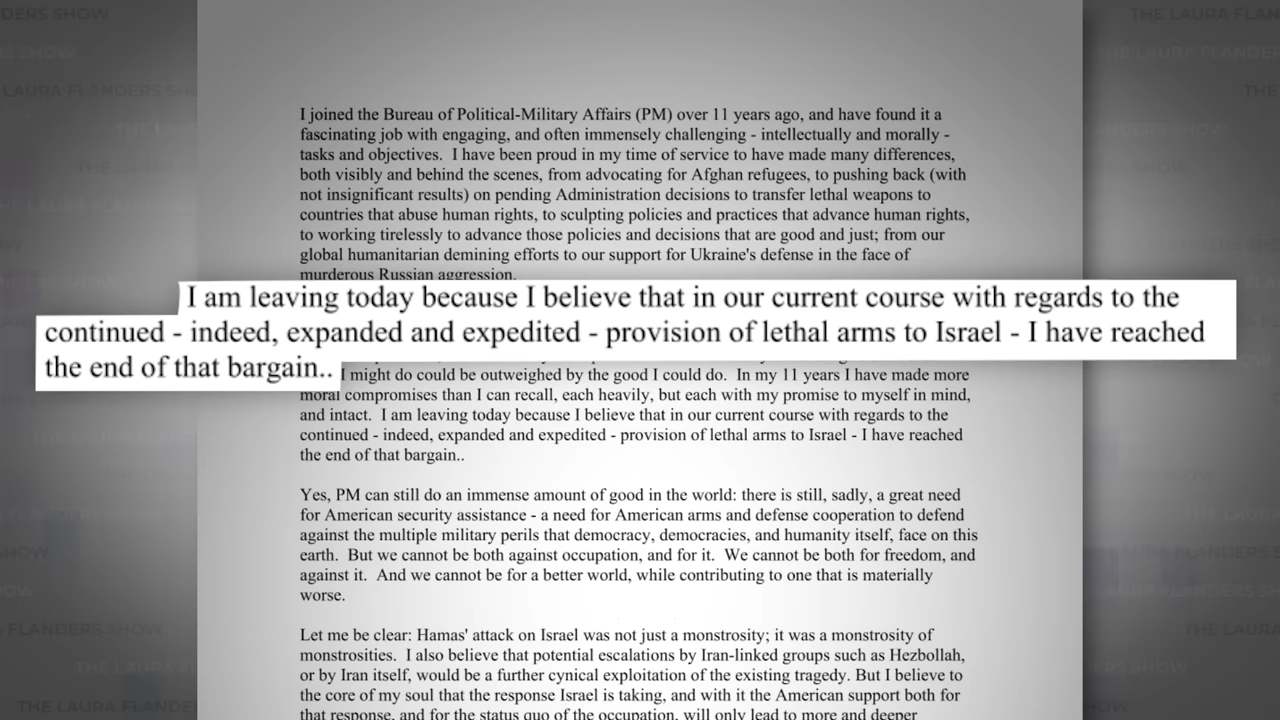 I joined the Bureau of Political-Military Affairs (PM) over 11 years ago, and have found it a
fascinating job with engaging, and often immensely challenging - intellectually and morally -
tasks and objectives.  I have been proud in my time of service to have made many differences,
both visibly and behind the scenes, from advocating for Afghan refugees, to pushing back (with
not insignificant results) on pending Administration decisions to transfer lethal weapons to
countries that abuse human rights, to sculpting policies and practices that advance human rights,
to working tirelessly to advance those policies and decisions that are good and just; from our
global humanitarian demining efforts to our support for Ukraine's defense in the face of
murderous Russian aggression.
I am leaving today because I believe that in our current course with regards to the
continued - indeed, expanded and expedited - provision of lethal arms to Israel - I have reached
the end of that bargain..
I might do could be outweighed by the good I could do.  In my 11 years I have made more
moral compromises than I can recall, each heavily, but each with my promise to myself in mind,
and intact.  I am leaving today because I believe that in our current course with regards to the
continued - indeed, expanded and expedited - provision of lethal arms to Israel - I have reached
the end of that bargain..
Yes, PM can still do an immense amount of good in the world: there is still, sadly, a great need
for American security assistance - a need for American arms and defense cooperation to defend
against the multiple military perils that democracy, democracies, and humanity itself, face on this
earth.  But we cannot be both against occupation, and for it.  We cannot be both for freedom, and
against it.  And we cannot be for a better world, while contributing to one that is materially
worse.
Let me be clear: Hamas' attack on Israel was not just a monstrosity; it was a monstrosity of
monstrosities.  I also believe that potential escalations by Iran-linked groups such as Hezbollah,
or by Iran itself, would be a further cynical exploitation of the existing tragedy. But I believe to
the core of my soul that the response Israel is taking, and with it the American support both for
that response, and for the status quo of the occupation, will only lead to more and deeper